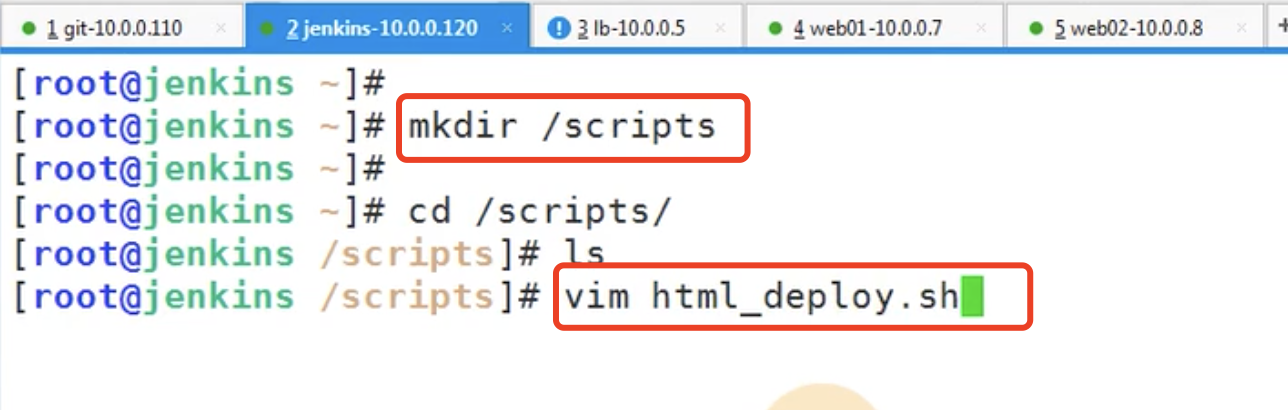 1 git-10.0.0.110 × 2 jenkins-10.0.0.120 × 3 lb-10.0.0.5 × 4 web01-10.0.0.7 × 5 web02-10.0.0.8 × +
[root@jenkins ~]#
[root@jenkins ~]# mkdir /scripts
[root@jenkins ~]#
[root@jenkins ~]# cd /scripts/
[root@jenkins /scripts]# ls
[root@jenkins /scripts]# vim html_deploy.sh